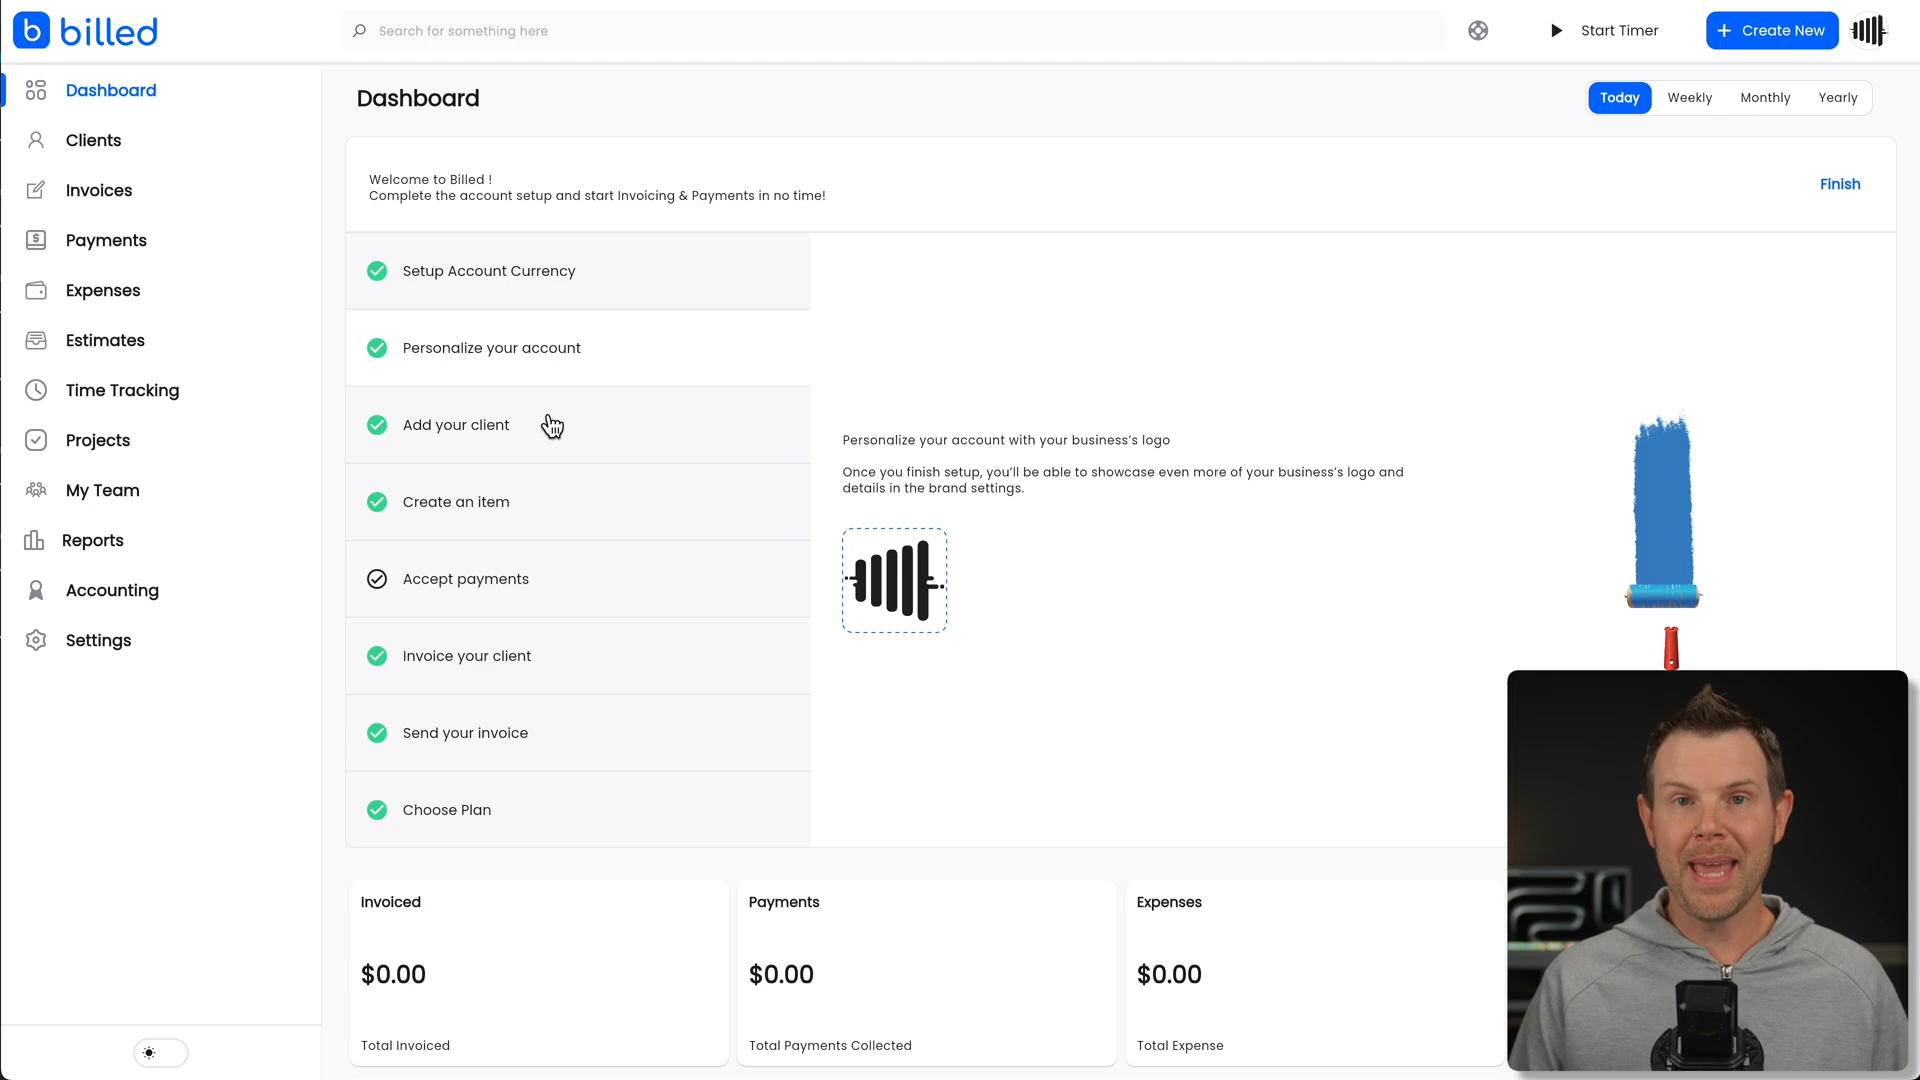 b billed
Search for something here
Start Timer
+ Create New
Dashboard
Clients
Invoices
Payments
Expenses
Estimates
Time Tracking
Projects
My Team
Reports
Accounting
Settings
Dashboard
Today
Weekly
Monthly
Yearly
Welcome to Billed !
Complete the account setup and start Invoicing & Payments in no time!
Finish
Setup Account Currency
Personalize your account
Add your client
Create an item
Accept payments
Invoice your client
Send your invoice
Choose Plan
Personalize your account with your business's logo
Once you finish setup, you'll be able to showcase even more of your business's logo and
details in the brand settings.
Invoiced
$0.00
Total Invoiced
Payments
$0.00
Total Payments Collected
Expenses
$0.00
Total Expense